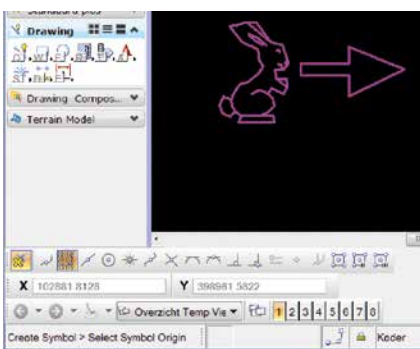 Drawing
Drawing Compos...
Terrain Model
X 102881.8128 Y 398981.5822
Overzicht Temp Vie 1 2 3 4 5 6 7 8
Create Symbol > Select Symbol Origin Koder